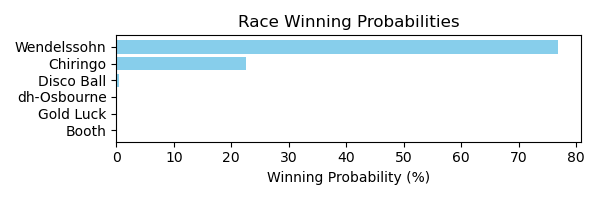 Race Winning Probabilities
Wendelssohn
Chiringo
Disco Ball
dh-Osbourne
Gold Luck
Booth
0 10 20 30 40 50 60 70 80
Winning Probability (%)